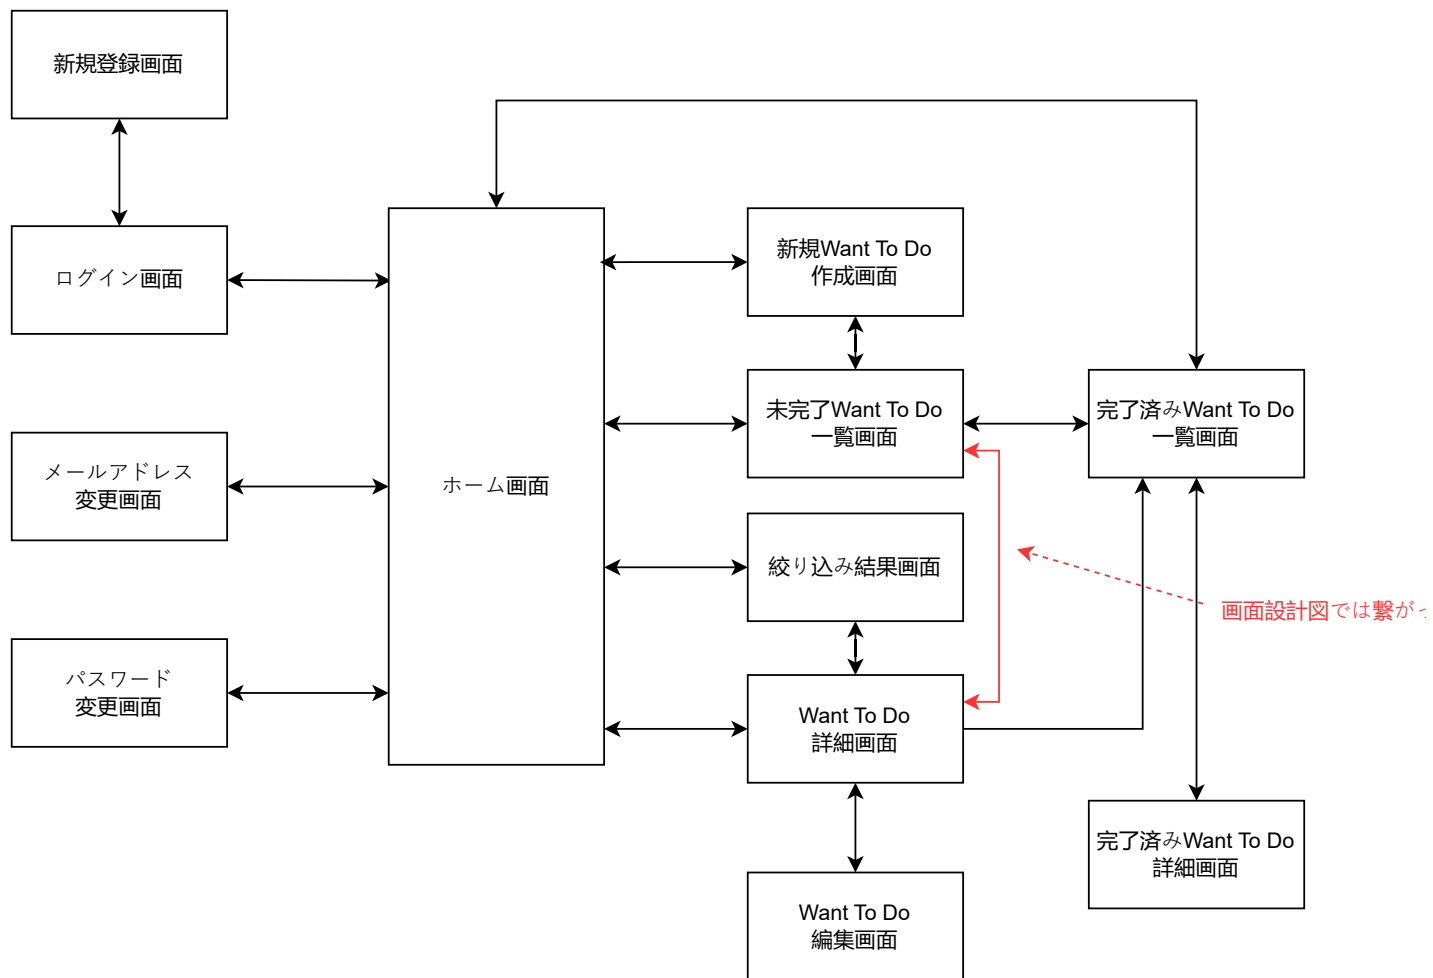 新規登録画面
ログイン画面
メールアドレス
変更画面
パスワード
変更画面
ホーム画面
新規Want To Do
作成画面
未完了Want To Do
一覧画面
絞り込み結果画面
Want To Do
詳細画面
Want To Do
編集画面
完了済みWant To Do
一覧画面
画面設計図では繋がっ
完了済みWant To Do
詳細画面